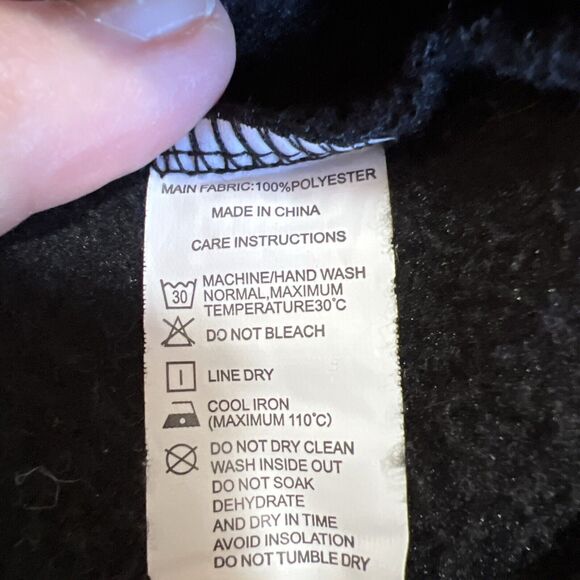 MAIN FABRIC:100%POLYESTER
MADE IN CHINA
CARE INSTRUCTIONS
30
MACHINE/HAND WASH
NORMAL,MAXIMUM
TEMPERATURE30°C
DO NOT BLEACH
LINE DRY
COOL IRON
(MAXIMUM 110°C)
DO NOT DRY CLEAN
WASH INSIDE OUT
DO NOT SOAK
DEHYDRATE
AND DRY IN TIME
AVOID INSOLATION
DO NOT TUMBLE DRY